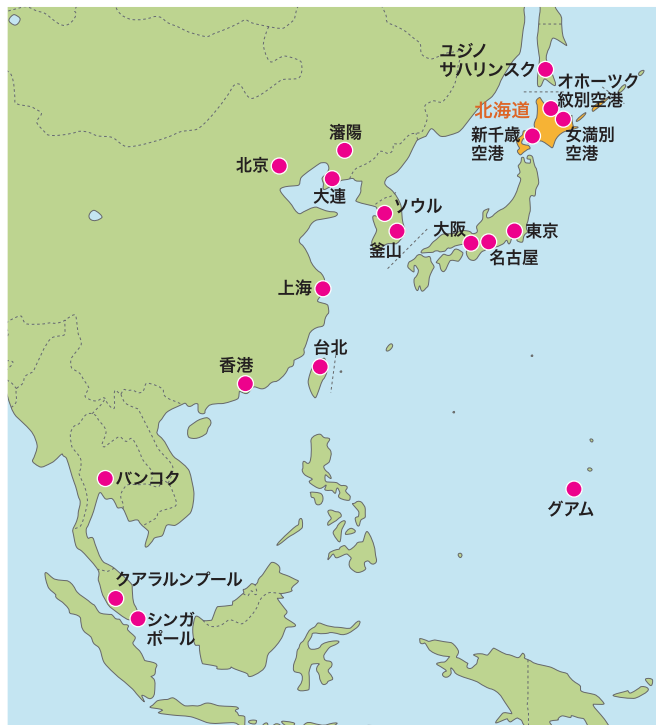 ユジノ
サハリンスク
オホーツク
紋別空港
北海道
新千歳
空港
女満別
空港
瀋陽
北京
大連
ソウル
釜山
大阪
東京
名古屋
上海
台北
香港
バンコク
グアム
クアラルンプール
シンガ
ポール